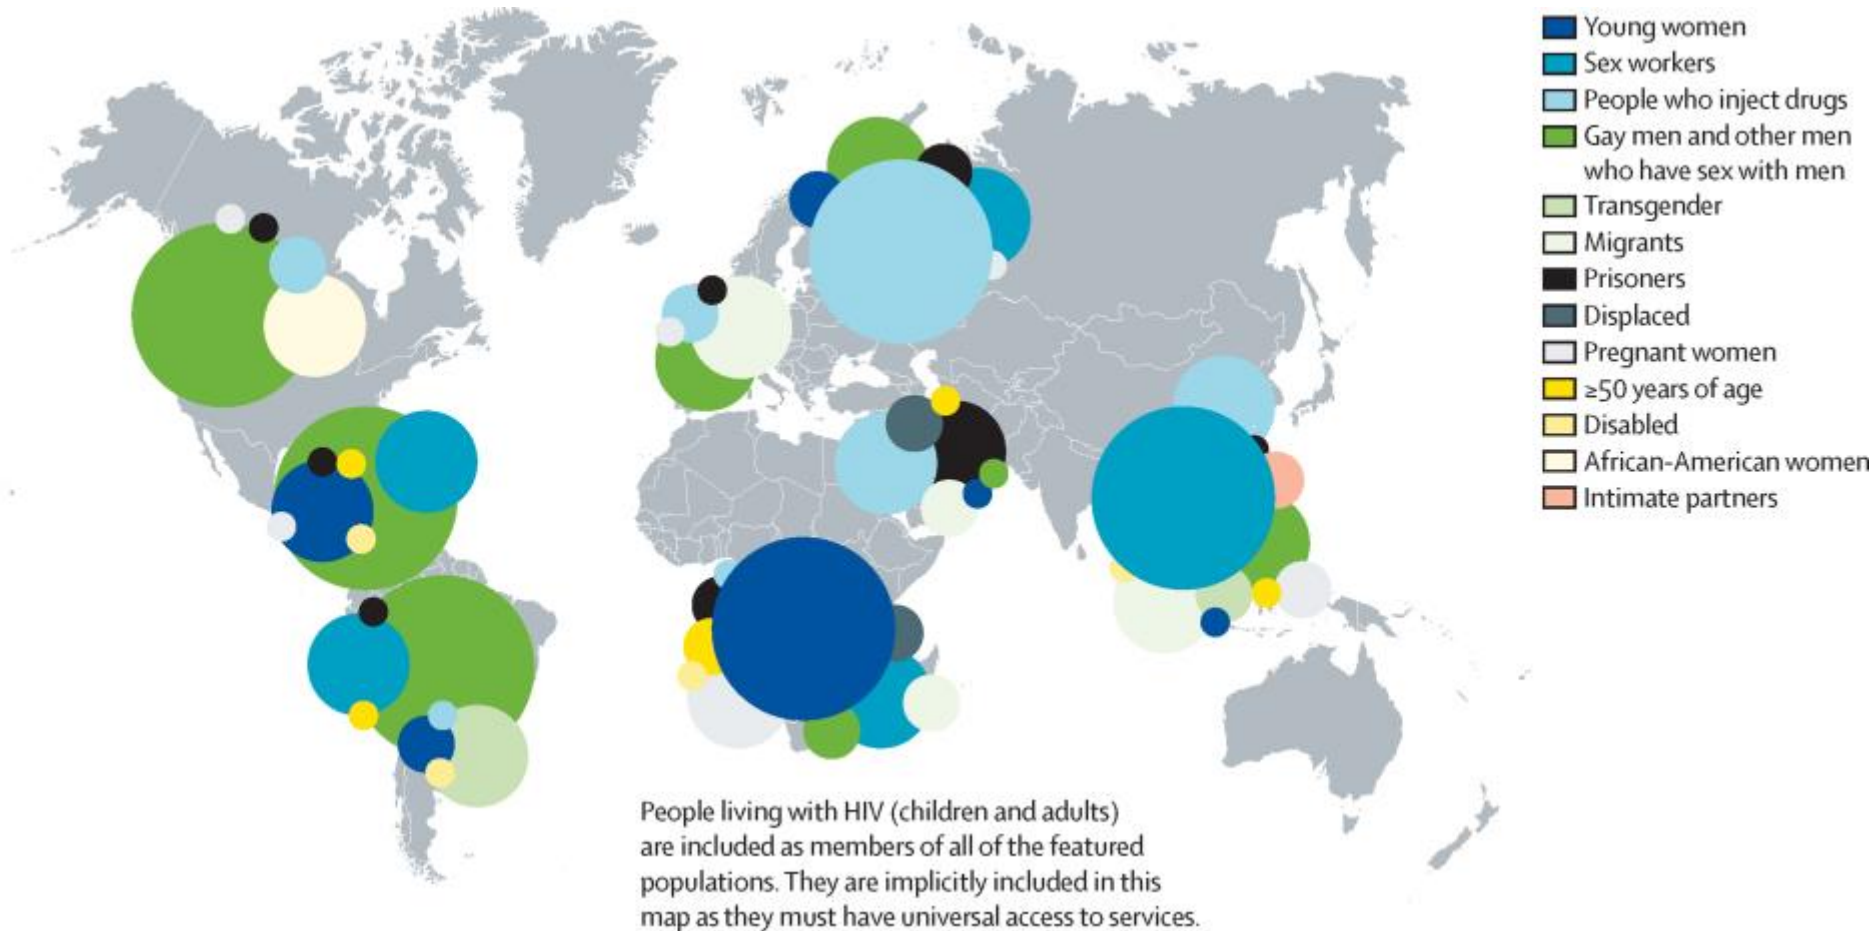 Young women
Sex workers
People who inject drugs
Gay men and other men
who have sex with men
Transgender
Migrants
Prisoners
Displaced
Pregnant women
≥50 years of age
Disabled
African-American women
Intimate partners
People living with HIV (children and adults)
are included as members of all of the featured
populations. They are implicitly included in this
map as they must have universal access to services.